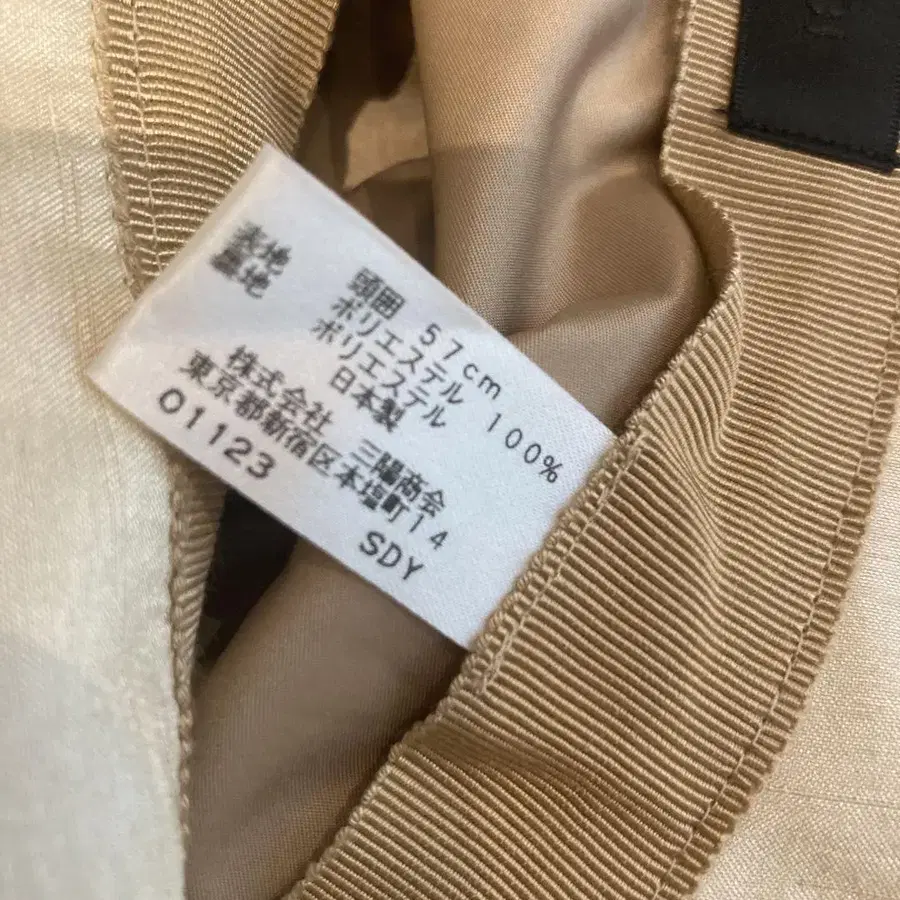 頭囲 57cm
表地 ポリエステル 100%
裏地 ポリエステル
日本製
株式会社 三陽商会
東京都新宿区本塩町14
01123 SDY